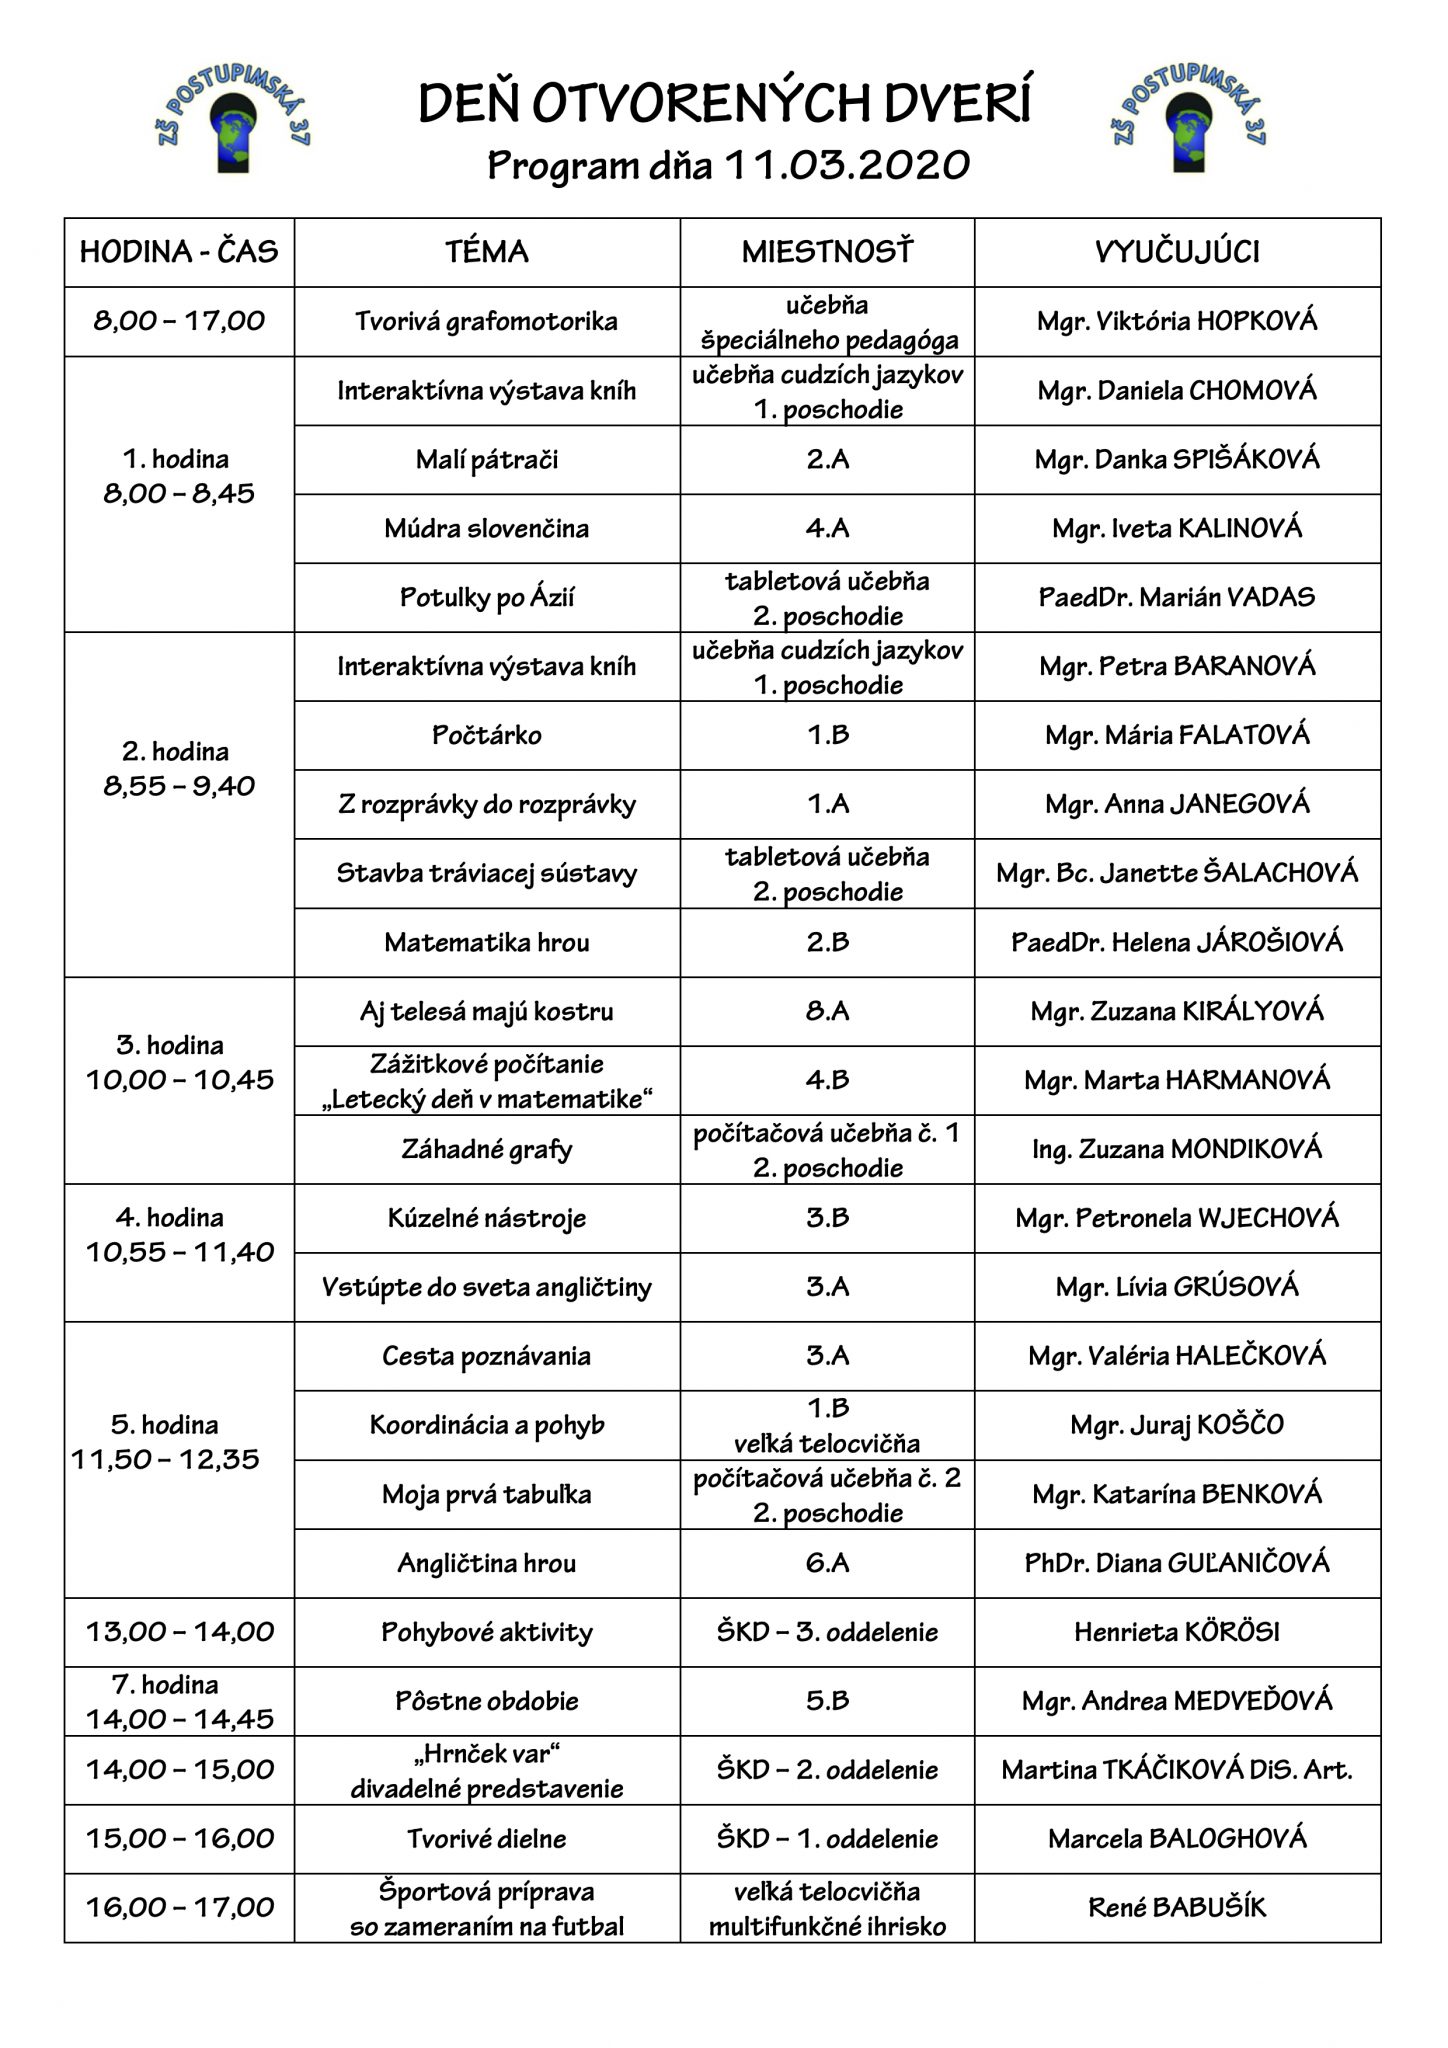 ZŠ POSTUPIMSKÁ 37
DEŇ OTVORENÝCH DVERÍ
ZŠ POSTUPIMSKÁ 37
Program dňa 11.03.2020
HODINA - ČAS TÉMA MIESTNOSŤ VYUČUJÚCI
8,00 – 17,00 Tvorivá grafomotorika učebňa
špeciálneho pedagóga Mgr. Viktória HOPKOVÁ
1. hodina
8,00 – 8,45
Interaktívna výstava kníh učebňa cudzích jazykov
1. poschodie Mgr. Daniela CHOMOVÁ
Malí pátrači 2.A Mgr. Danka SPIŠÁKOVÁ
Múdra slovenčina 4.A Mgr. Iveta KALINOVÁ
Potulky po Ázií tabletová učebňa
2. poschodie PaedDr. Marián VADAS
2. hodina
8,55 – 9,40
Interaktívna výstava kníh učebňa cudzích jazykov
1. poschodie Mgr. Petra BARANOVÁ
Počtárko 1.B Mgr. Mária FALATOVÁ
Z rozprávky do rozprávky 1.A Mgr. Anna JANEGOVÁ
Stavba tráviacej sústavy tabletová učebňa
2. poschodie Mgr. Bc. Janette ŠALACHOVÁ
Matematika hrou 2.B PaedDr. Helena JÁROŠIOVÁ
3. hodina
10,00 – 10,45
Aj telesá majú kostru 8.A Mgr. Zuzana KIRÁLYOVÁ
Zážitkové počítanie
„Letecký deň v matematike“ 4.B Mgr. Marta HARMANOVÁ
Záhadné grafy počítačová učebňa č. 1
2. poschodie Ing. Zuzana MONDIKOVÁ
4. hodina
10,55 – 11,40
Kúzelné nástroje 3.B Mgr. Petronela WJECHOVÁ
Vstúpte do sveta angličtiny 3.A Mgr. Lívia GRÚSOVÁ
5. hodina
11,50 – 12,35
Cesta poznávania 3.A Mgr. Valéria HALEČKOVÁ
Koordinácia a pohyb 1.B
veľká telocvičňa Mgr. Juraj KOŠČO
Moja prvá tabuľka počítačová učebňa č. 2
2. poschodie Mgr. Katarína BENKOVÁ
Angličtina hrou 6.A PhDr. Diana GUĽANIČOVÁ
13,00 – 14,00 Pohybové aktivity ŠKD – 3. oddelenie Henrieta KÖRÖSI
7. hodina
14,00 – 14,45 Pôstne obdobie 5.B Mgr. Andrea MEDVEĎOVÁ
14,00 – 15,00 „Hrnček var“
divadelné predstavenie ŠKD – 2. oddelenie Martina TKÁČIKOVÁ DiS. Art.
15,00 – 16,00 Tvorivé dielne ŠKD – 1. oddelenie Marcela BALOGHOVÁ
16,00 – 17,00 Športová príprava
so zameraním na futbal veľká telocvičňa
multifunkčné ihrisko René BABUŠÍK